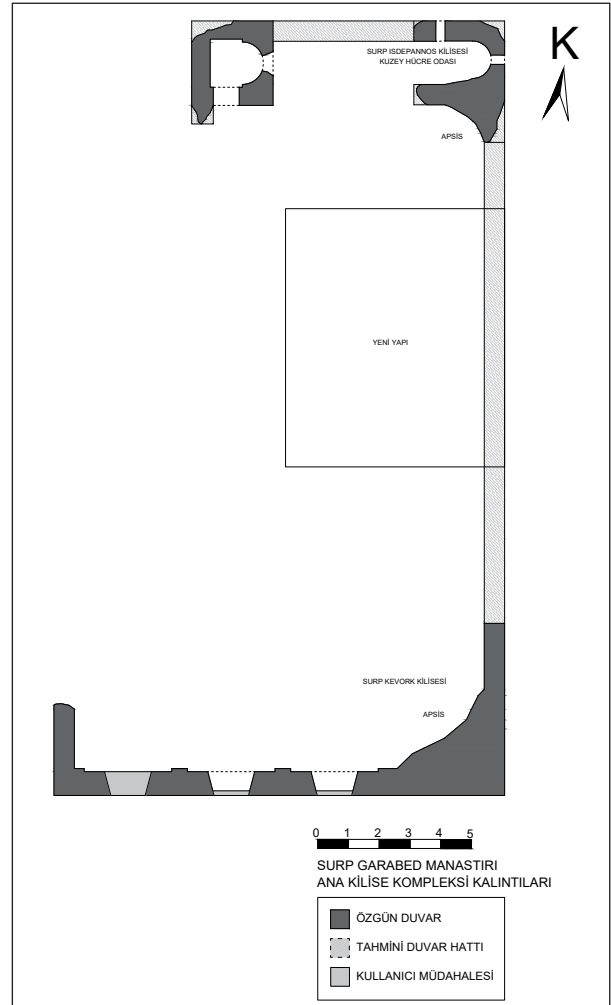 K
SURP ISDEPANNOS KİLİSESİ
KUZEY HÜCRE ODASI
APSİS
YENİ YAPI
SURP KEVORK KİLİSESİ
APSİS
0 1 2 3 4 5
SURP GARABED MANASTIRI
ANA KİLİSE KOMPLEKSİ KALINTILARI
ÖZGÜN DUVAR
TAHMİNİ DUVAR HATTI
KULLANICI MÜDAHALESİ